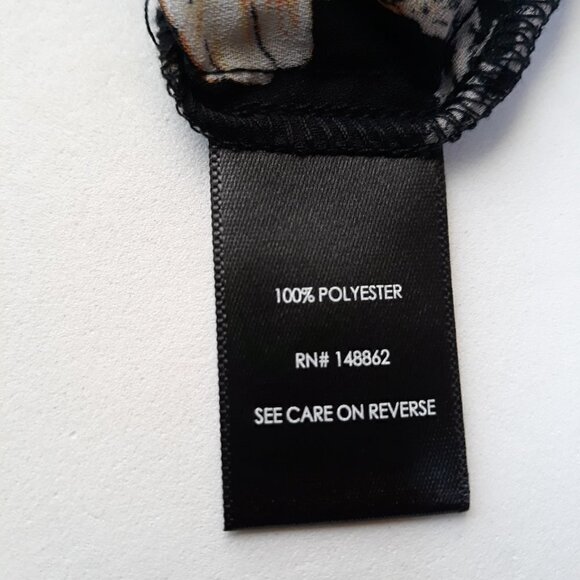 100% POLYESTER
RN# 148862
SEE CARE ON REVERSE